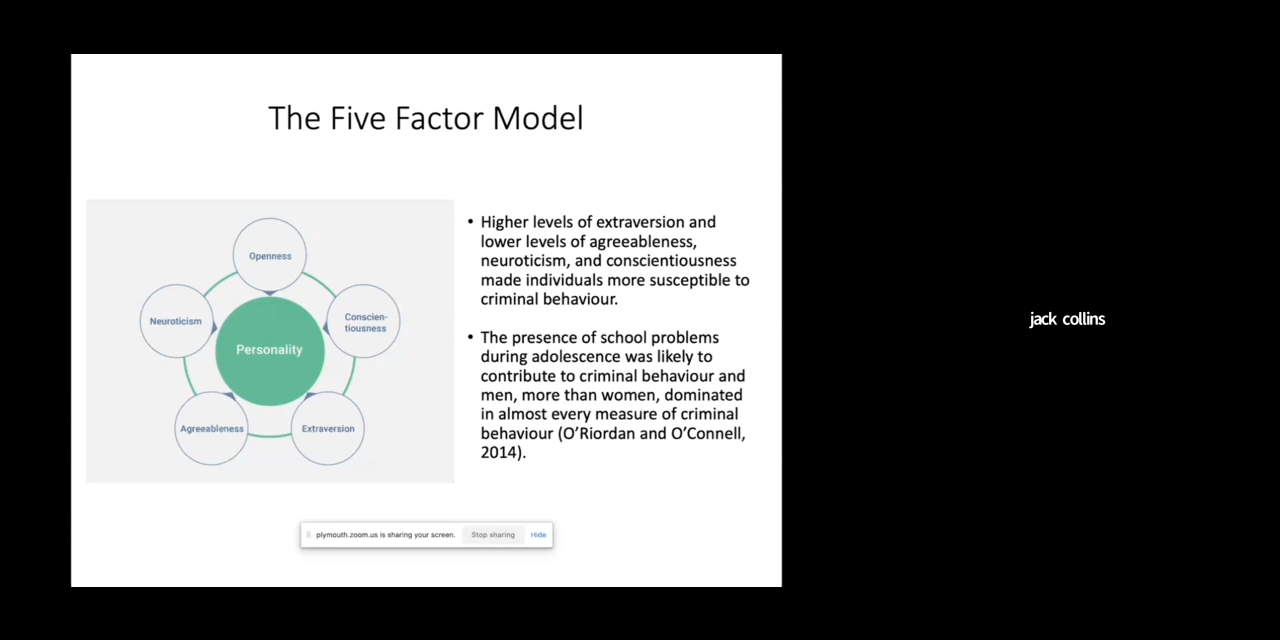 The Five Factor Model
Openness
Neuroticism
Conscien-
tiousness
Personality
Agreeableness
Extraversion
• Higher levels of extraversion and
lower levels of agreeableness,
neuroticism, and conscientiousness
made individuals more susceptible to
criminal behaviour.
• The presence of school problems
during adolescence was likely to
contribute to criminal behaviour and
men, more than women, dominated
in almost every measure of criminal
behaviour (O’Riordan and O’Connell,
2014).
plymouth.zoom.us is sharing your screen. Stop sharing Hide
jack collins